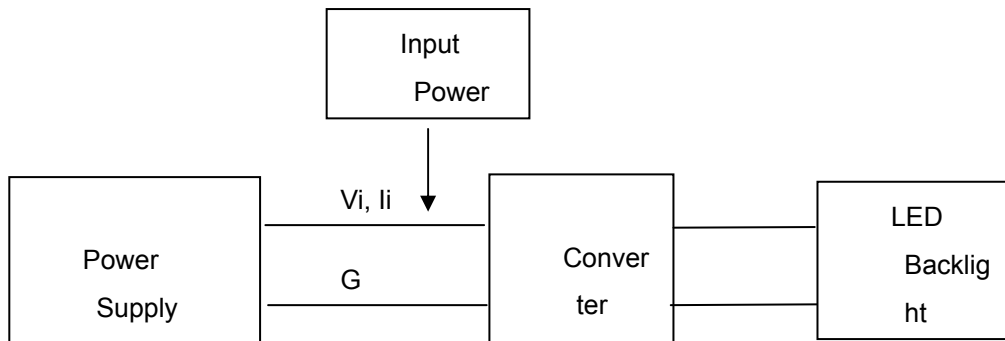 Input
Power
Vi, Ii
Power
Supply
G
Conver
ter
LED
Backlig
ht